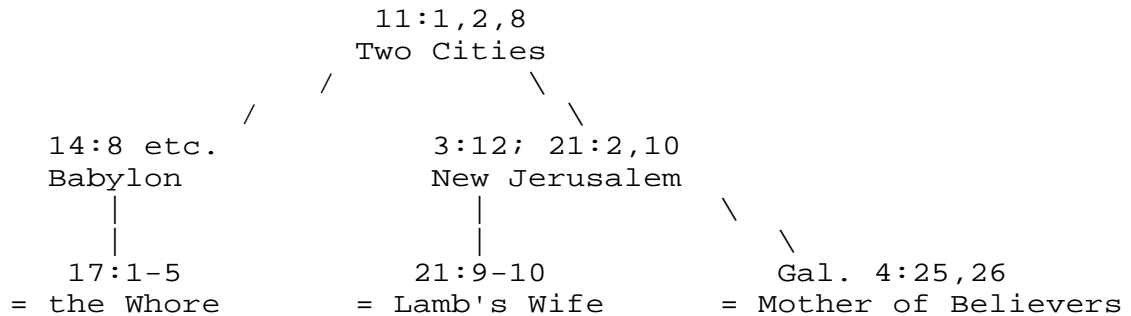 11:1,2,8
Two Cities
14:8 etc. 3:12; 21:2,10
Babylon New Jerusalem
17:1-5 21:9-10 Gal. 4:25,26
= the Whore = Lamb's Wife = Mother of Believers